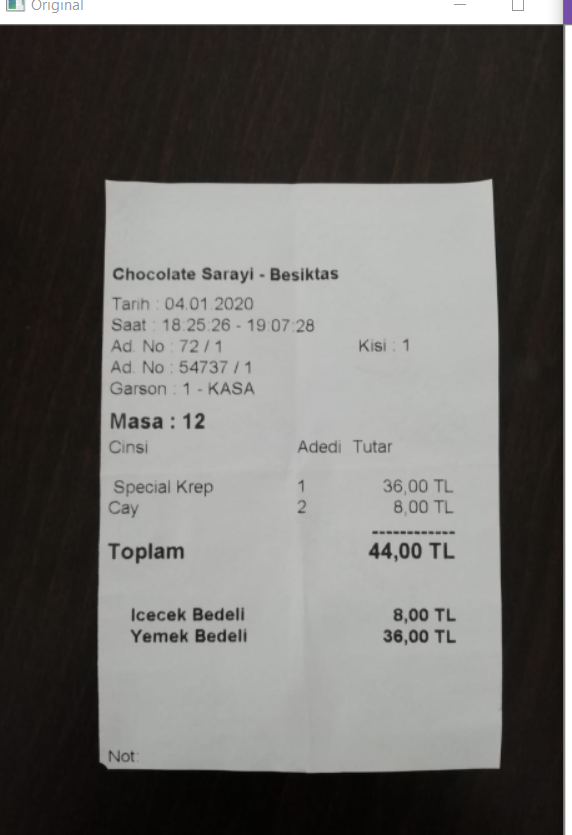 Original
Chocolate Sarayi - Besiktas
Tarih : 04.01 2020
Saat : 18:25:26 - 19:07:28
Ad. No : 72 / 1 Kisi : 1
Ad. No : 54737 / 1
Garson : 1 - KASA
Masa : 12
Cinsi Adedi Tutar
Special Krep 1 36,00 TL
Cay 2 8,00 TL
------------
Toplam 44,00 TL
Icecek Bedeli 8,00 TL
Yemek Bedeli 36,00 TL
Not: